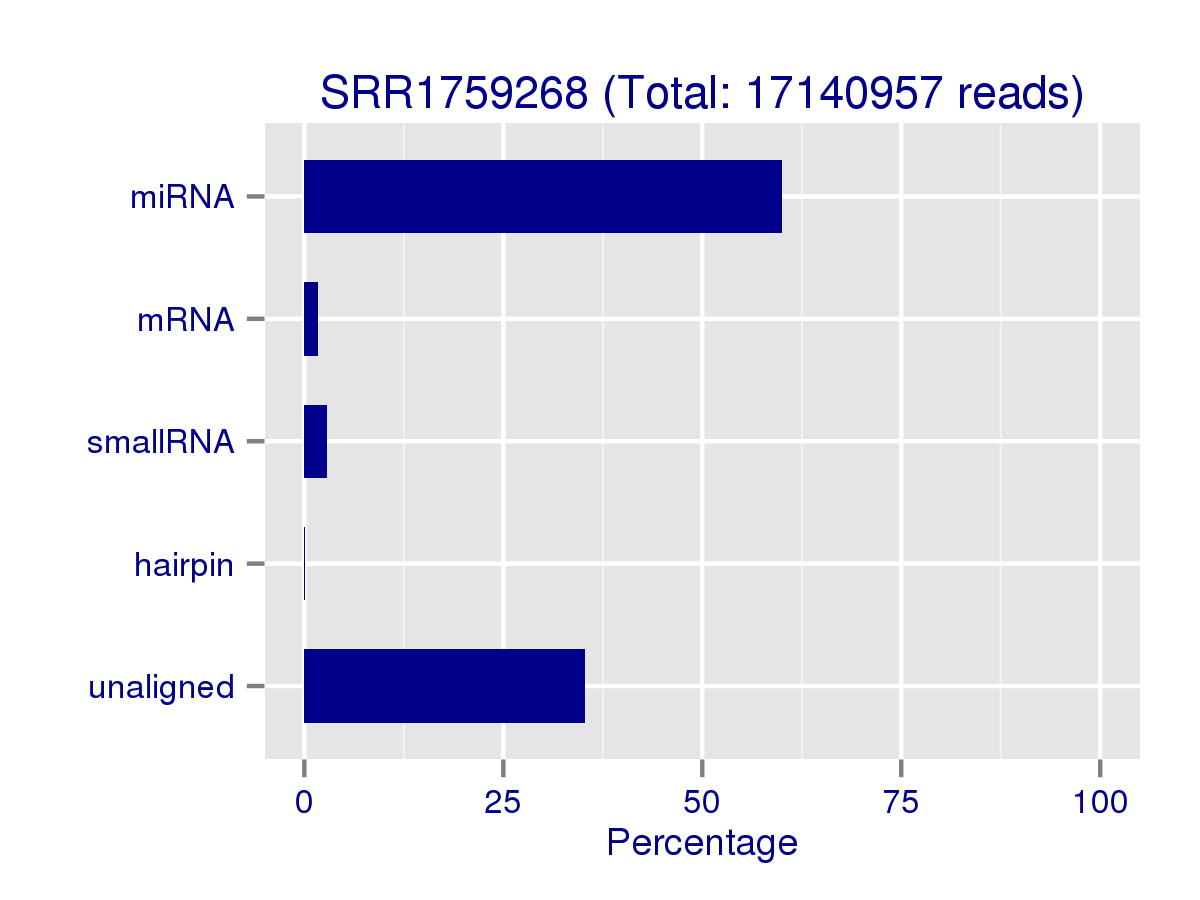 SRR1759268 (Total: 17140957 reads)
miRNA
mRNA
smallRNA
hairpin
unaligned
0 25 50 75 100
Percentage